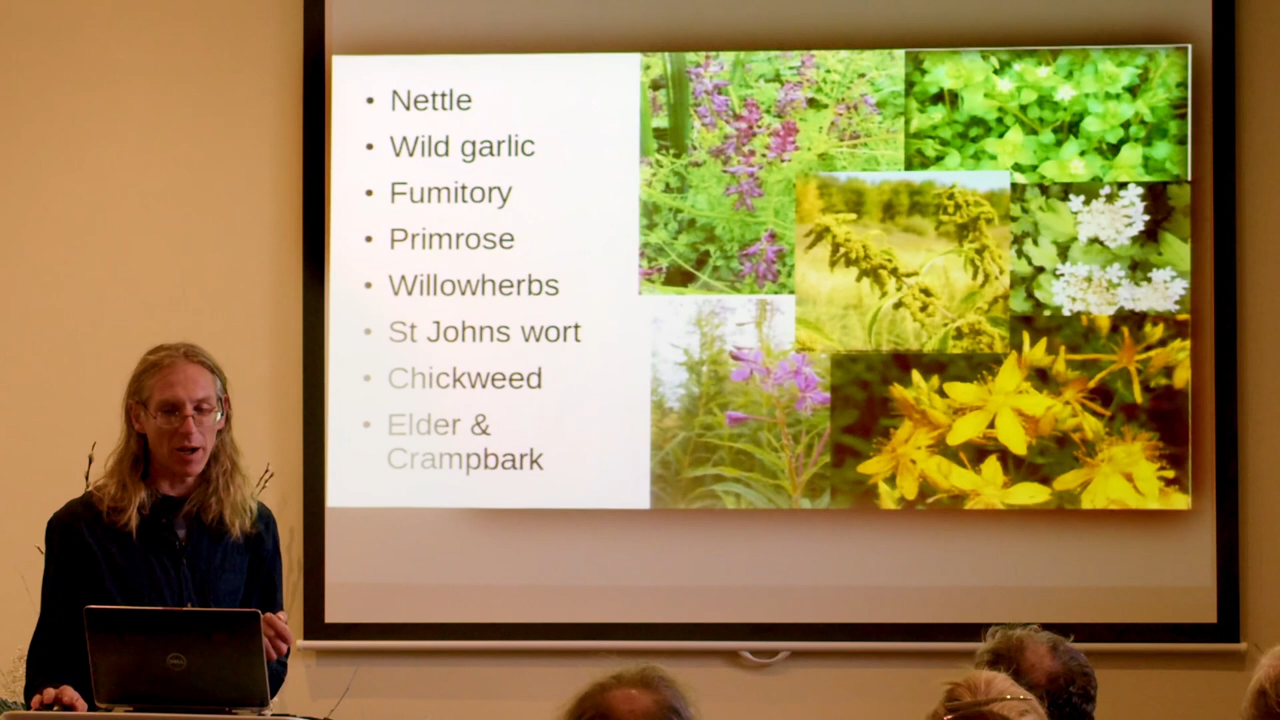 • Nettle
• Wild garlic
• Fumitory
• Primrose
• Willowherbs
• St Johns wort
• Chickweed
• Elder &
Crampbark